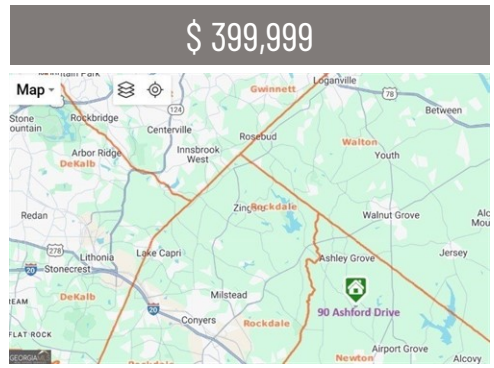 $ 399,999
Map
Loganville
Gwinnett
78
124
Rockbridge
Between
Stone
ountain
Centerville
Rosebud
Walton
Arbor Ridge
Innsbrook
West
Youth
DeKalb
Rockdale
Redan
Walnut Grove
278
Lithonia
Lake Capri
Ashley Grove
Jersey
20
Stonecrest
Milstead
DeKalb
20
90 Ashford Drive
Conyers
Rockdale
FLAT ROCK
Airport Grove
GEORGIA
Newton
Alcovy